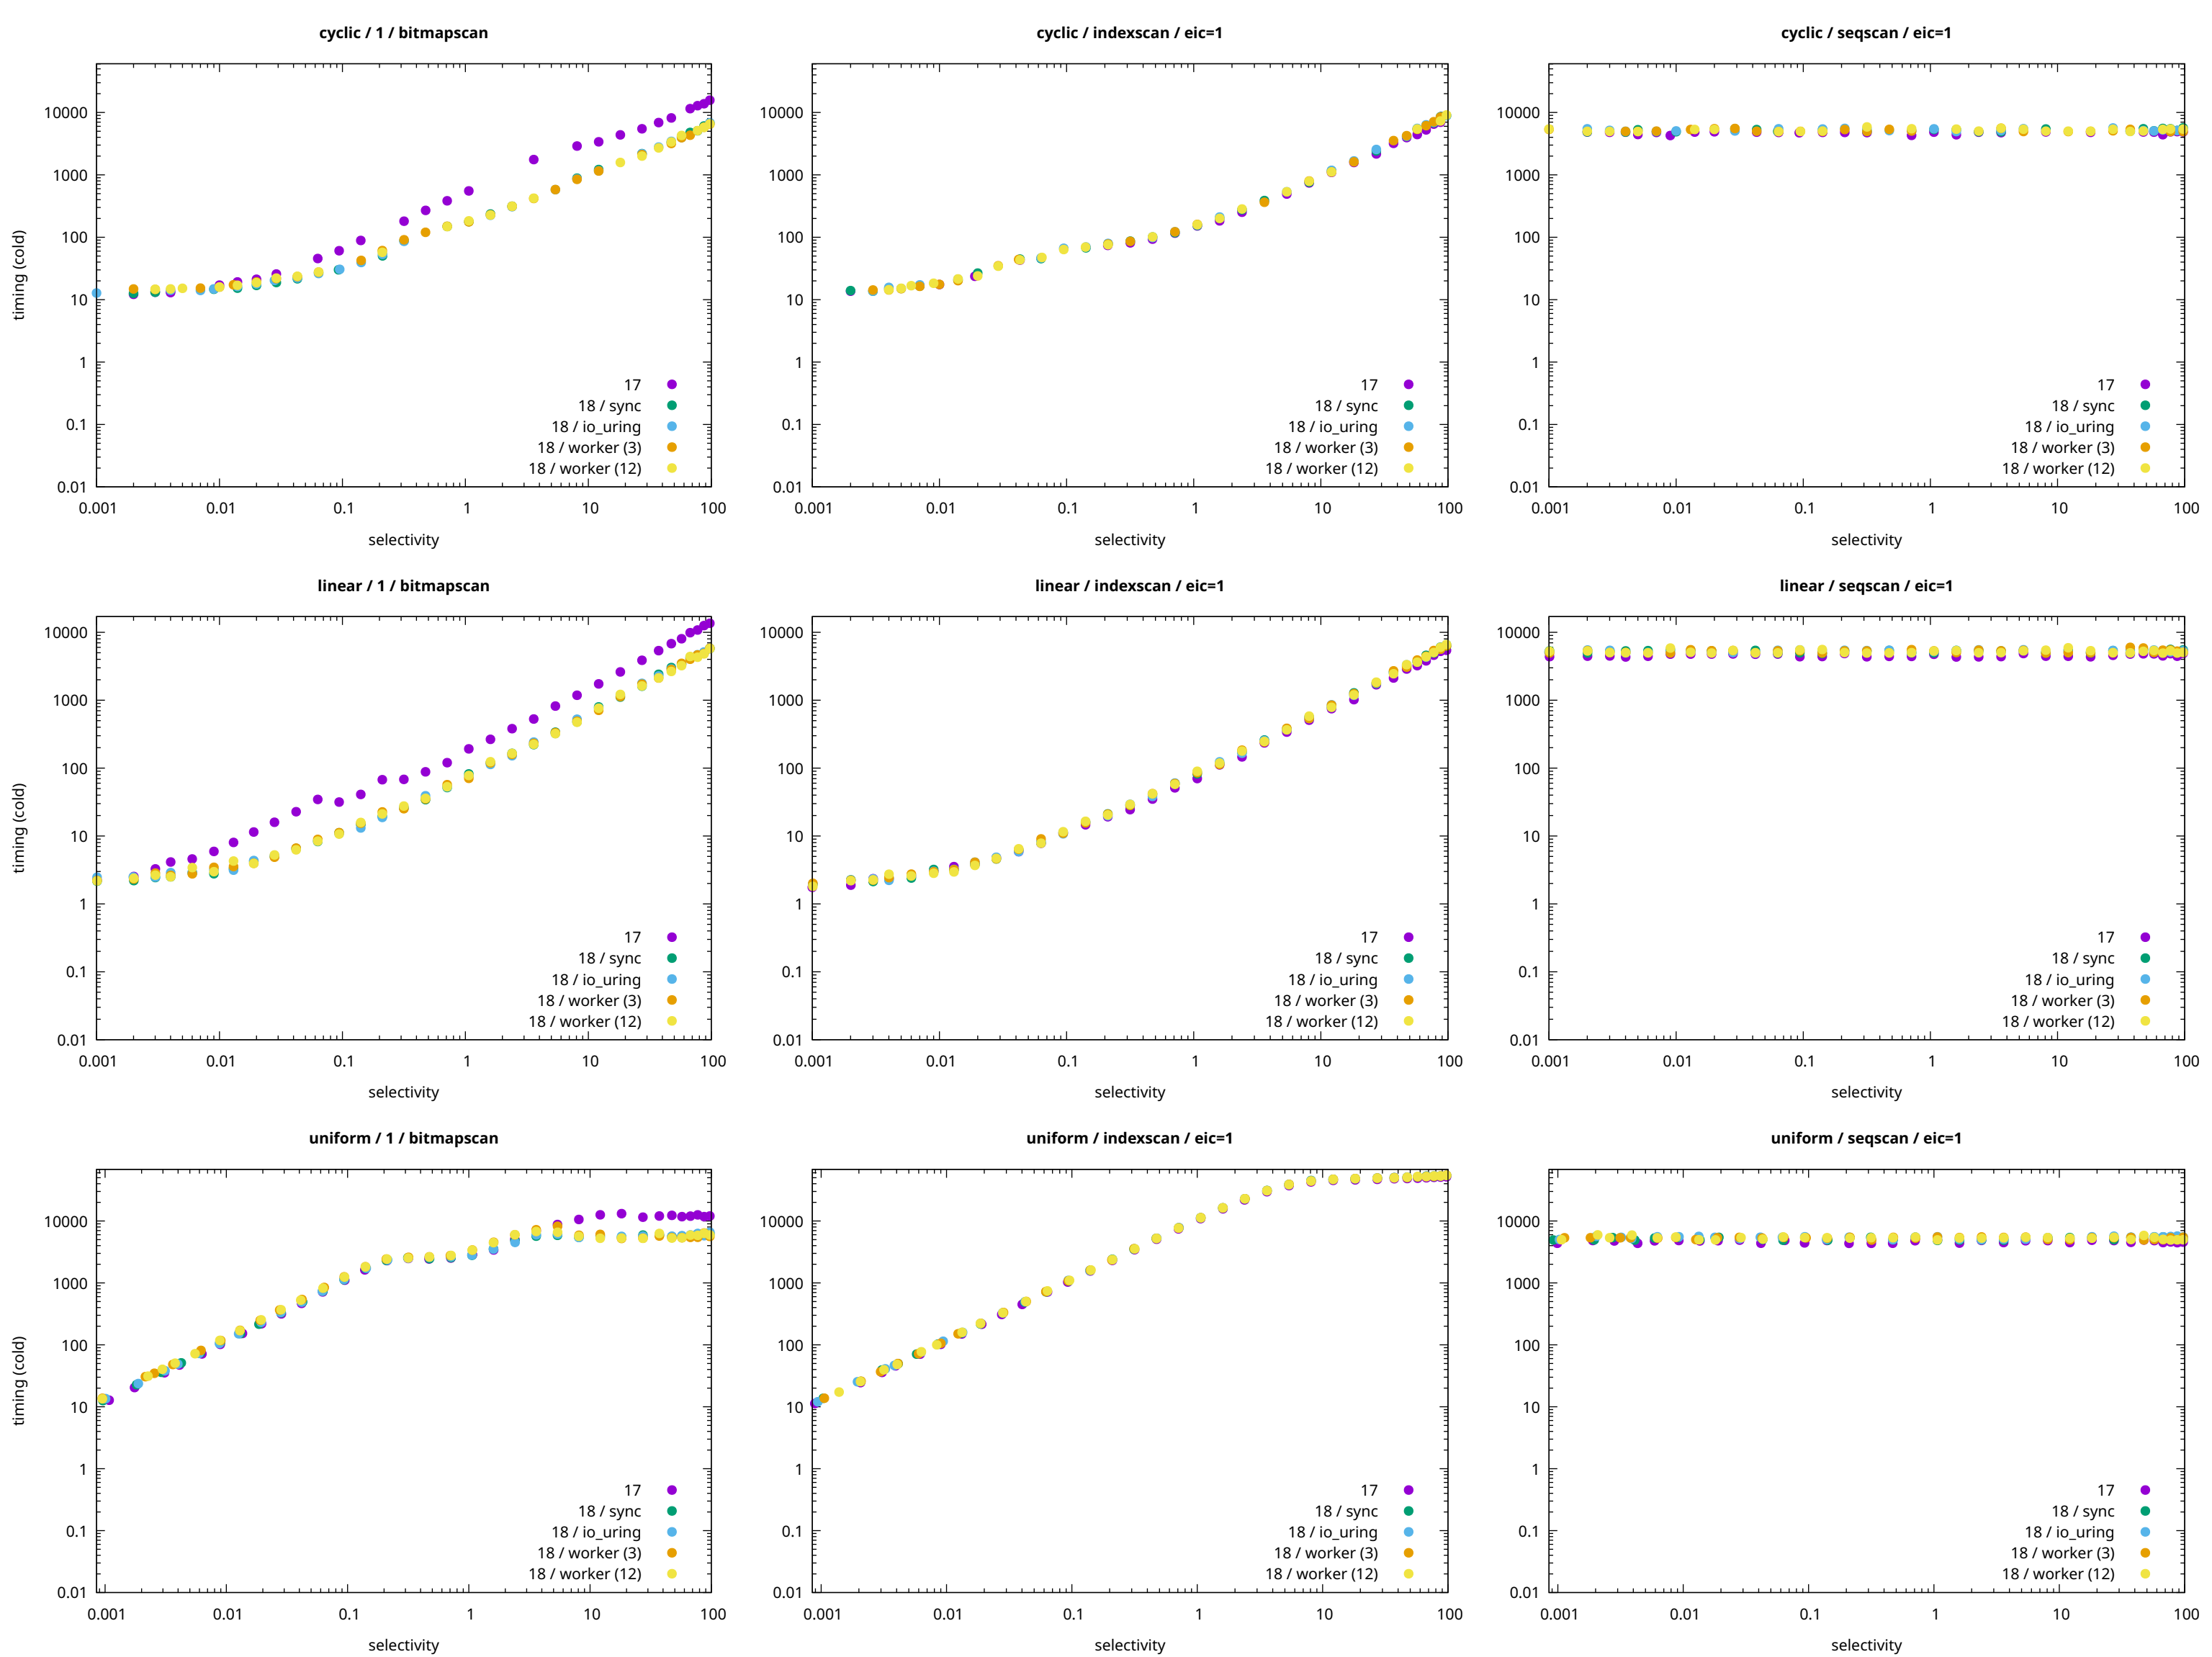 cyclic / 1 / bitmapscan
timing (cold)
10000
1000
100
10
1
0.1
0.01
17
18 / sync
18 / io_uring
18 / worker (3)
18 / worker (12)
0.001 0.01 0.1 1 10 100
selectivity
cyclic / indexscan / eic=1
10000
1000
100
10
1
0.1
0.01
17
18 / sync
18 / io_uring
18 / worker (3)
18 / worker (12)
0.001 0.01 0.1 1 10 100
selectivity
cyclic / seqscan / eic=1
10000
1000
100
10
1
0.1
0.01
17
18 / sync
18 / io_uring
18 / worker (3)
18 / worker (12)
0.001 0.01 0.1 1 10 100
selectivity
linear / 1 / bitmapscan
timing (cold)
10000
1000
100
10
1
0.1
0.01
17
18 / sync
18 / io_uring
18 / worker (3)
18 / worker (12)
0.001 0.01 0.1 1 10 100
selectivity
linear / indexscan / eic=1
10000
1000
100
10
1
0.1
0.01
17
18 / sync
18 / io_uring
18 / worker (3)
18 / worker (12)
0.001 0.01 0.1 1 10 100
selectivity
linear / seqscan / eic=1
10000
1000
100
10
1
0.1
0.01
17
18 / sync
18 / io_uring
18 / worker (3)
18 / worker (12)
0.001 0.01 0.1 1 10 100
selectivity
uniform / 1 / bitmapscan
timing (cold)
10000
1000
100
10
1
0.1
0.01
17
18 / sync
18 / io_uring
18 / worker (3)
18 / worker (12)
0.001 0.01 0.1 1 10 100
selectivity
uniform / indexscan / eic=1
10000
1000
100
10
1
0.1
0.01
17
18 / sync
18 / io_uring
18 / worker (3)
18 / worker (12)
0.001 0.01 0.1 1 10 100
selectivity
uniform / seqscan / eic=1
10000
1000
100
10
1
0.1
0.01
17
18 / sync
18 / io_uring
18 / worker (3)
18 / worker (12)
0.001 0.01 0.1 1 10 100
selectivity